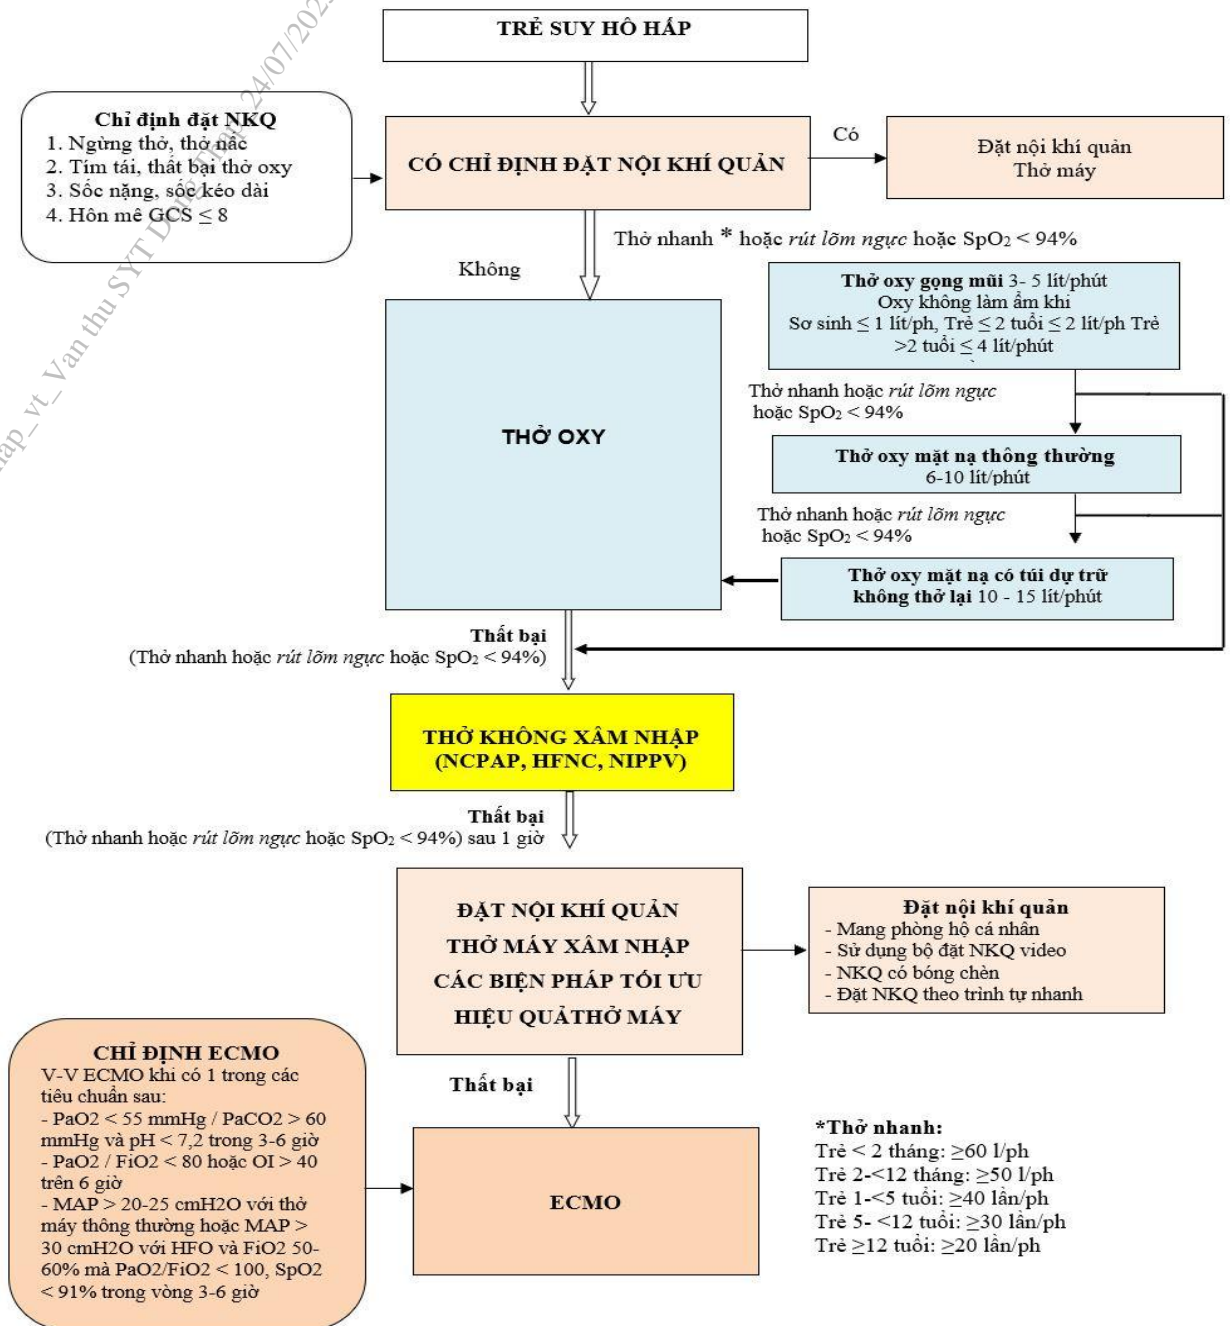 TRẺ SUY HÔ HẤP
Chỉ định đặt NKQ
1. Ngừng thở, thở nấc
2. Tím tái, thất bại thở oxy
3. Sốc nặng, sốc kéo dài
4. Hôn mê GCS ≤ 8
CÓ CHỈ ĐỊNH ĐẶT NỘI KHÍ QUẢN
Có
Đặt nội khí quản
Thở máy
Thở nhanh * hoặc rút lõm ngực hoặc SpO2 < 94%
Không
THỞ OXY
Thở oxy gọng mũi 3- 5 lít/phút
Oxy không làm ẩm khi
Sơ sinh ≤ 1 lít/ph, Trẻ ≤ 2 tuổi ≤ 2 lít/ph Trẻ
>2 tuổi ≤ 4 lít/phút
Thở nhanh hoặc rút lõm ngực
hoặc SpO2 < 94%
Thở oxy mặt nạ thông thường
6-10 lít/phút
Thở nhanh hoặc rút lõm ngực
hoặc SpO2 < 94%
Thở oxy mặt nạ có túi dự trữ
không thở lại 10 - 15 lít/phút
Thất bại
(Thở nhanh hoặc rút lõm ngực hoặc SpO2 < 94%)
THỞ KHÔNG XÂM NHẬP
(NCPAP, HFNC, NIPPV)
Thất bại
(Thở nhanh hoặc rút lõm ngực hoặc SpO2 < 94%) sau 1 giờ
ĐẶT NỘI KHÍ QUẢN
THỞ MÁY XÂM NHẬP
CÁC BIỆN PHÁP TỐI ƯU
HIỆU QUẢTHỞ MÁY
Đặt nội khí quản
- Mang phòng hộ cá nhân
- Sử dụng bộ đặt NKQ video
- NKQ có bóng chèn
- Đặt NKQ theo trình tự nhanh
Thất bại
CHỈ ĐỊNH ECMO
V-V ECMO khi có 1 trong các
tiêu chuẩn sau:
- PaO2 < 55 mmHg / PaCO2 > 60
mmHg và pH < 7,2 trong 3-6 giờ
- PaO2 / FiO2 < 80 hoặc OI > 40
trên 6 giờ
- MAP > 20-25 cmH2O với thở
máy thông thường hoặc MAP >
30 cmH2O với HFO và FiO2 50-
60% mà PaO2/FiO2 < 100, SpO2
< 91% trong vòng 3-6 giờ
ECMO
*Thở nhanh:
Trẻ < 2 tháng: ≥60 l/ph
Trẻ 2-<12 tháng: ≥50 l/ph
Trẻ 1-<5 tuổi: ≥40 lần/ph
Trẻ 5- <12 tuổi: ≥30 lần/ph
Trẻ ≥12 tuổi: ≥20 lần/ph